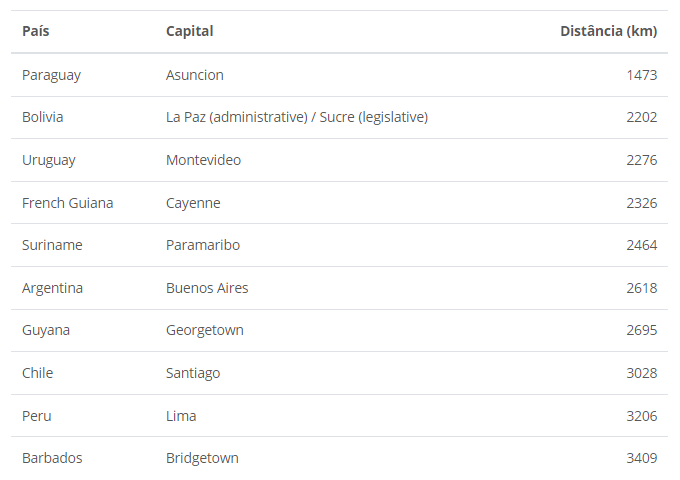 País Capital Distância (km)
Paraguay Asuncion 1473
Bolivia La Paz (administrative) / Sucre (legislative) 2202
Uruguay Montevideo 2276
French Guiana Cayenne 2326
Suriname Paramaribo 2464
Argentina Buenos Aires 2618
Guyana Georgetown 2695
Chile Santiago 3028
Peru Lima 3206
Barbados Bridgetown 3409